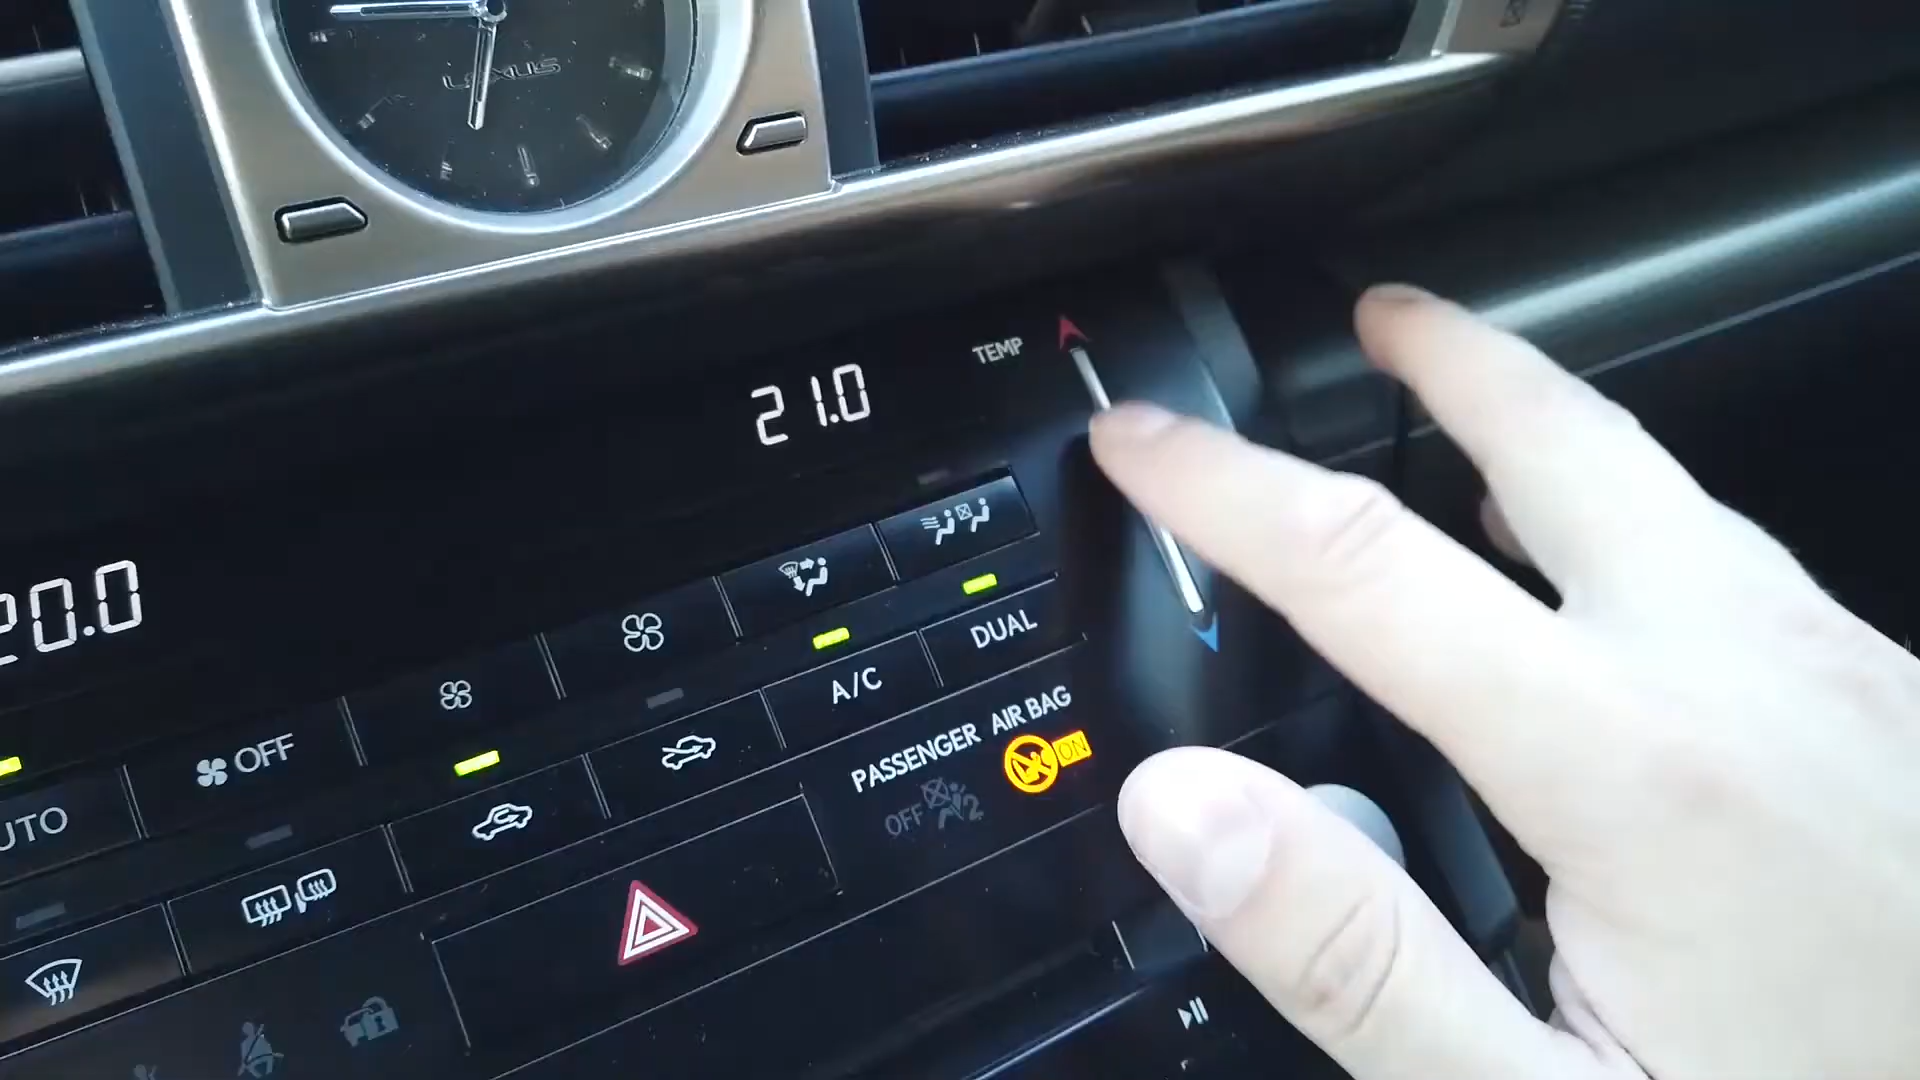 LEXUS
TEMP
21.0
20.0
DUAL
A/C
OFF
UTO
PASSENGER AIR BAG
ON
OFF
2